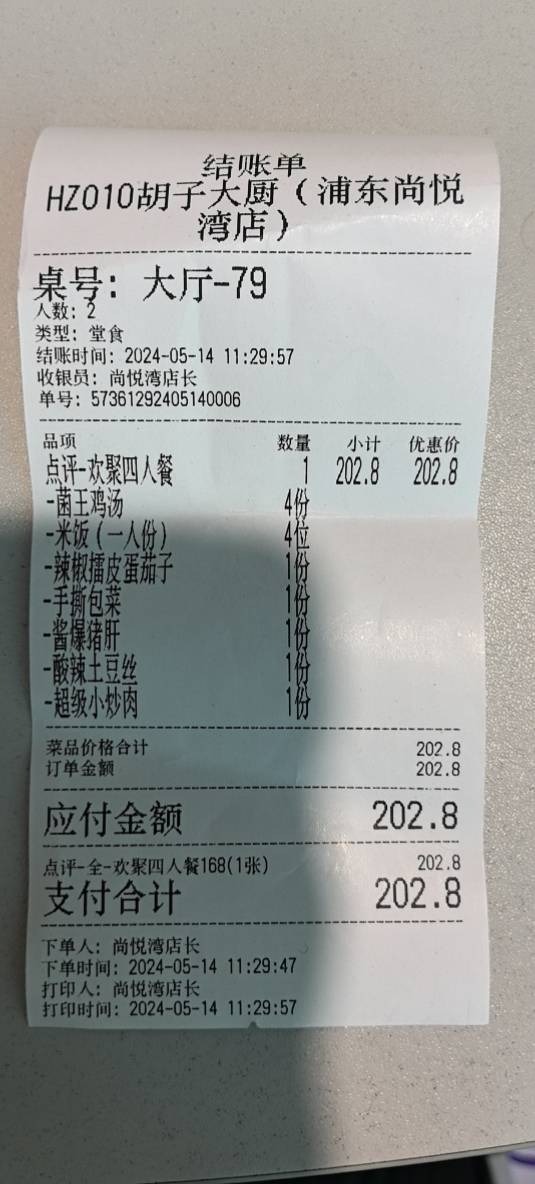 结账单
HZ010胡子大厨（浦东尚悦
湾店）
桌号：大厅-79
人数：2
类型：堂食
结账时间：2024-05-14 11:29:57
收银员：尚悦湾店长
单号：57361292405140006
品项 数量 小计 优惠价
点评-欢聚四人餐 1 202.8 202.8
-菌王鸡汤 4份
-米饭（一人份） 4位
-辣椒擂皮蛋茄子 1份
-手撕包菜 1份
-酱爆猪肝 1份
-酸辣土豆丝 1份
-超级小炒肉 1份
菜品价格合计 202.8
订单金额 202.8
应付金额 202.8
点评-全-欢聚四人餐168(1张) 202.8
支付合计 202.8
下单人：尚悦湾店长
下单时间：2024-05-14 11:29:47
打印人：尚悦湾店长
打印时间：2024-05-14 11:29:57